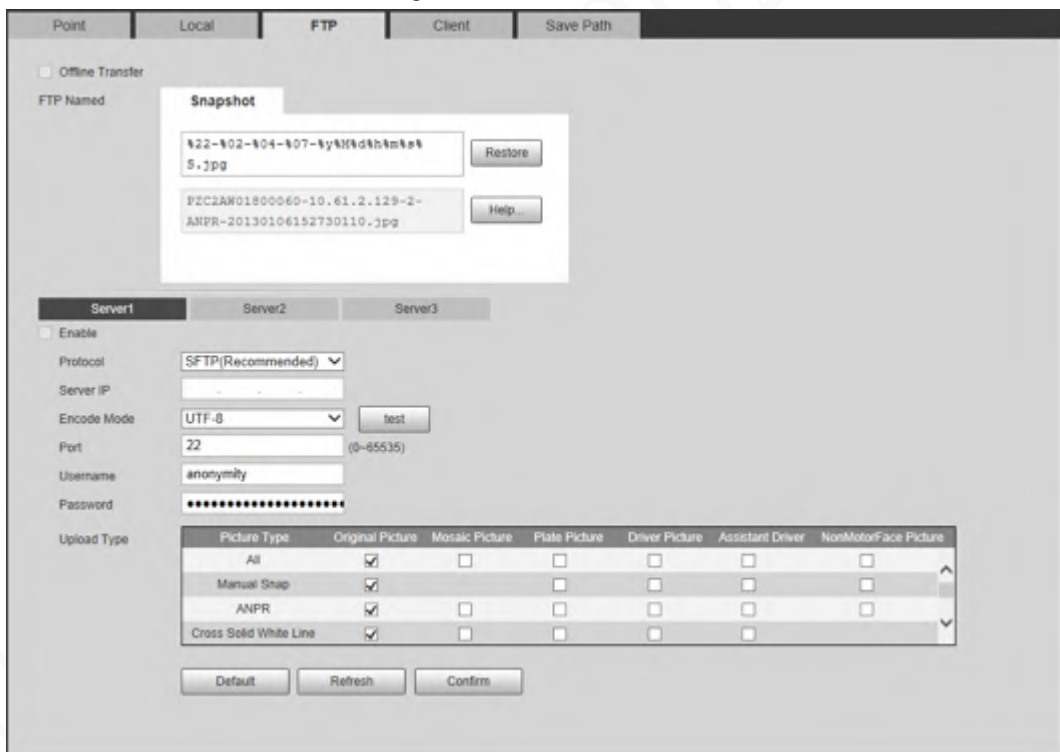 Point Local FTP Client Save Path
Offline Transfer
FTP Named Snapshot
%22-%02-%04-%07-%y%M%d%h%m%s%
S.jpg
Restore
PZC2AW01800060-10.61.2.129-2-
ANPR-20130106152730110.jpg
Help...
Server1 Server2 Server3
Enable
Protocol SFTP(Recommended)
Server IP . . .
Encode Mode UTF-8 test
Port 22 (0~65535)
Username anonymity
Password ••••••••••••••••••••
Upload Type Picture Type Original Picture Mosaic Picture Plate Picture Driver Picture Assistant Driver NonMotorFace Picture
All
Manual Snap
ANPR
Cross Solid White Line
Default Refresh Confirm